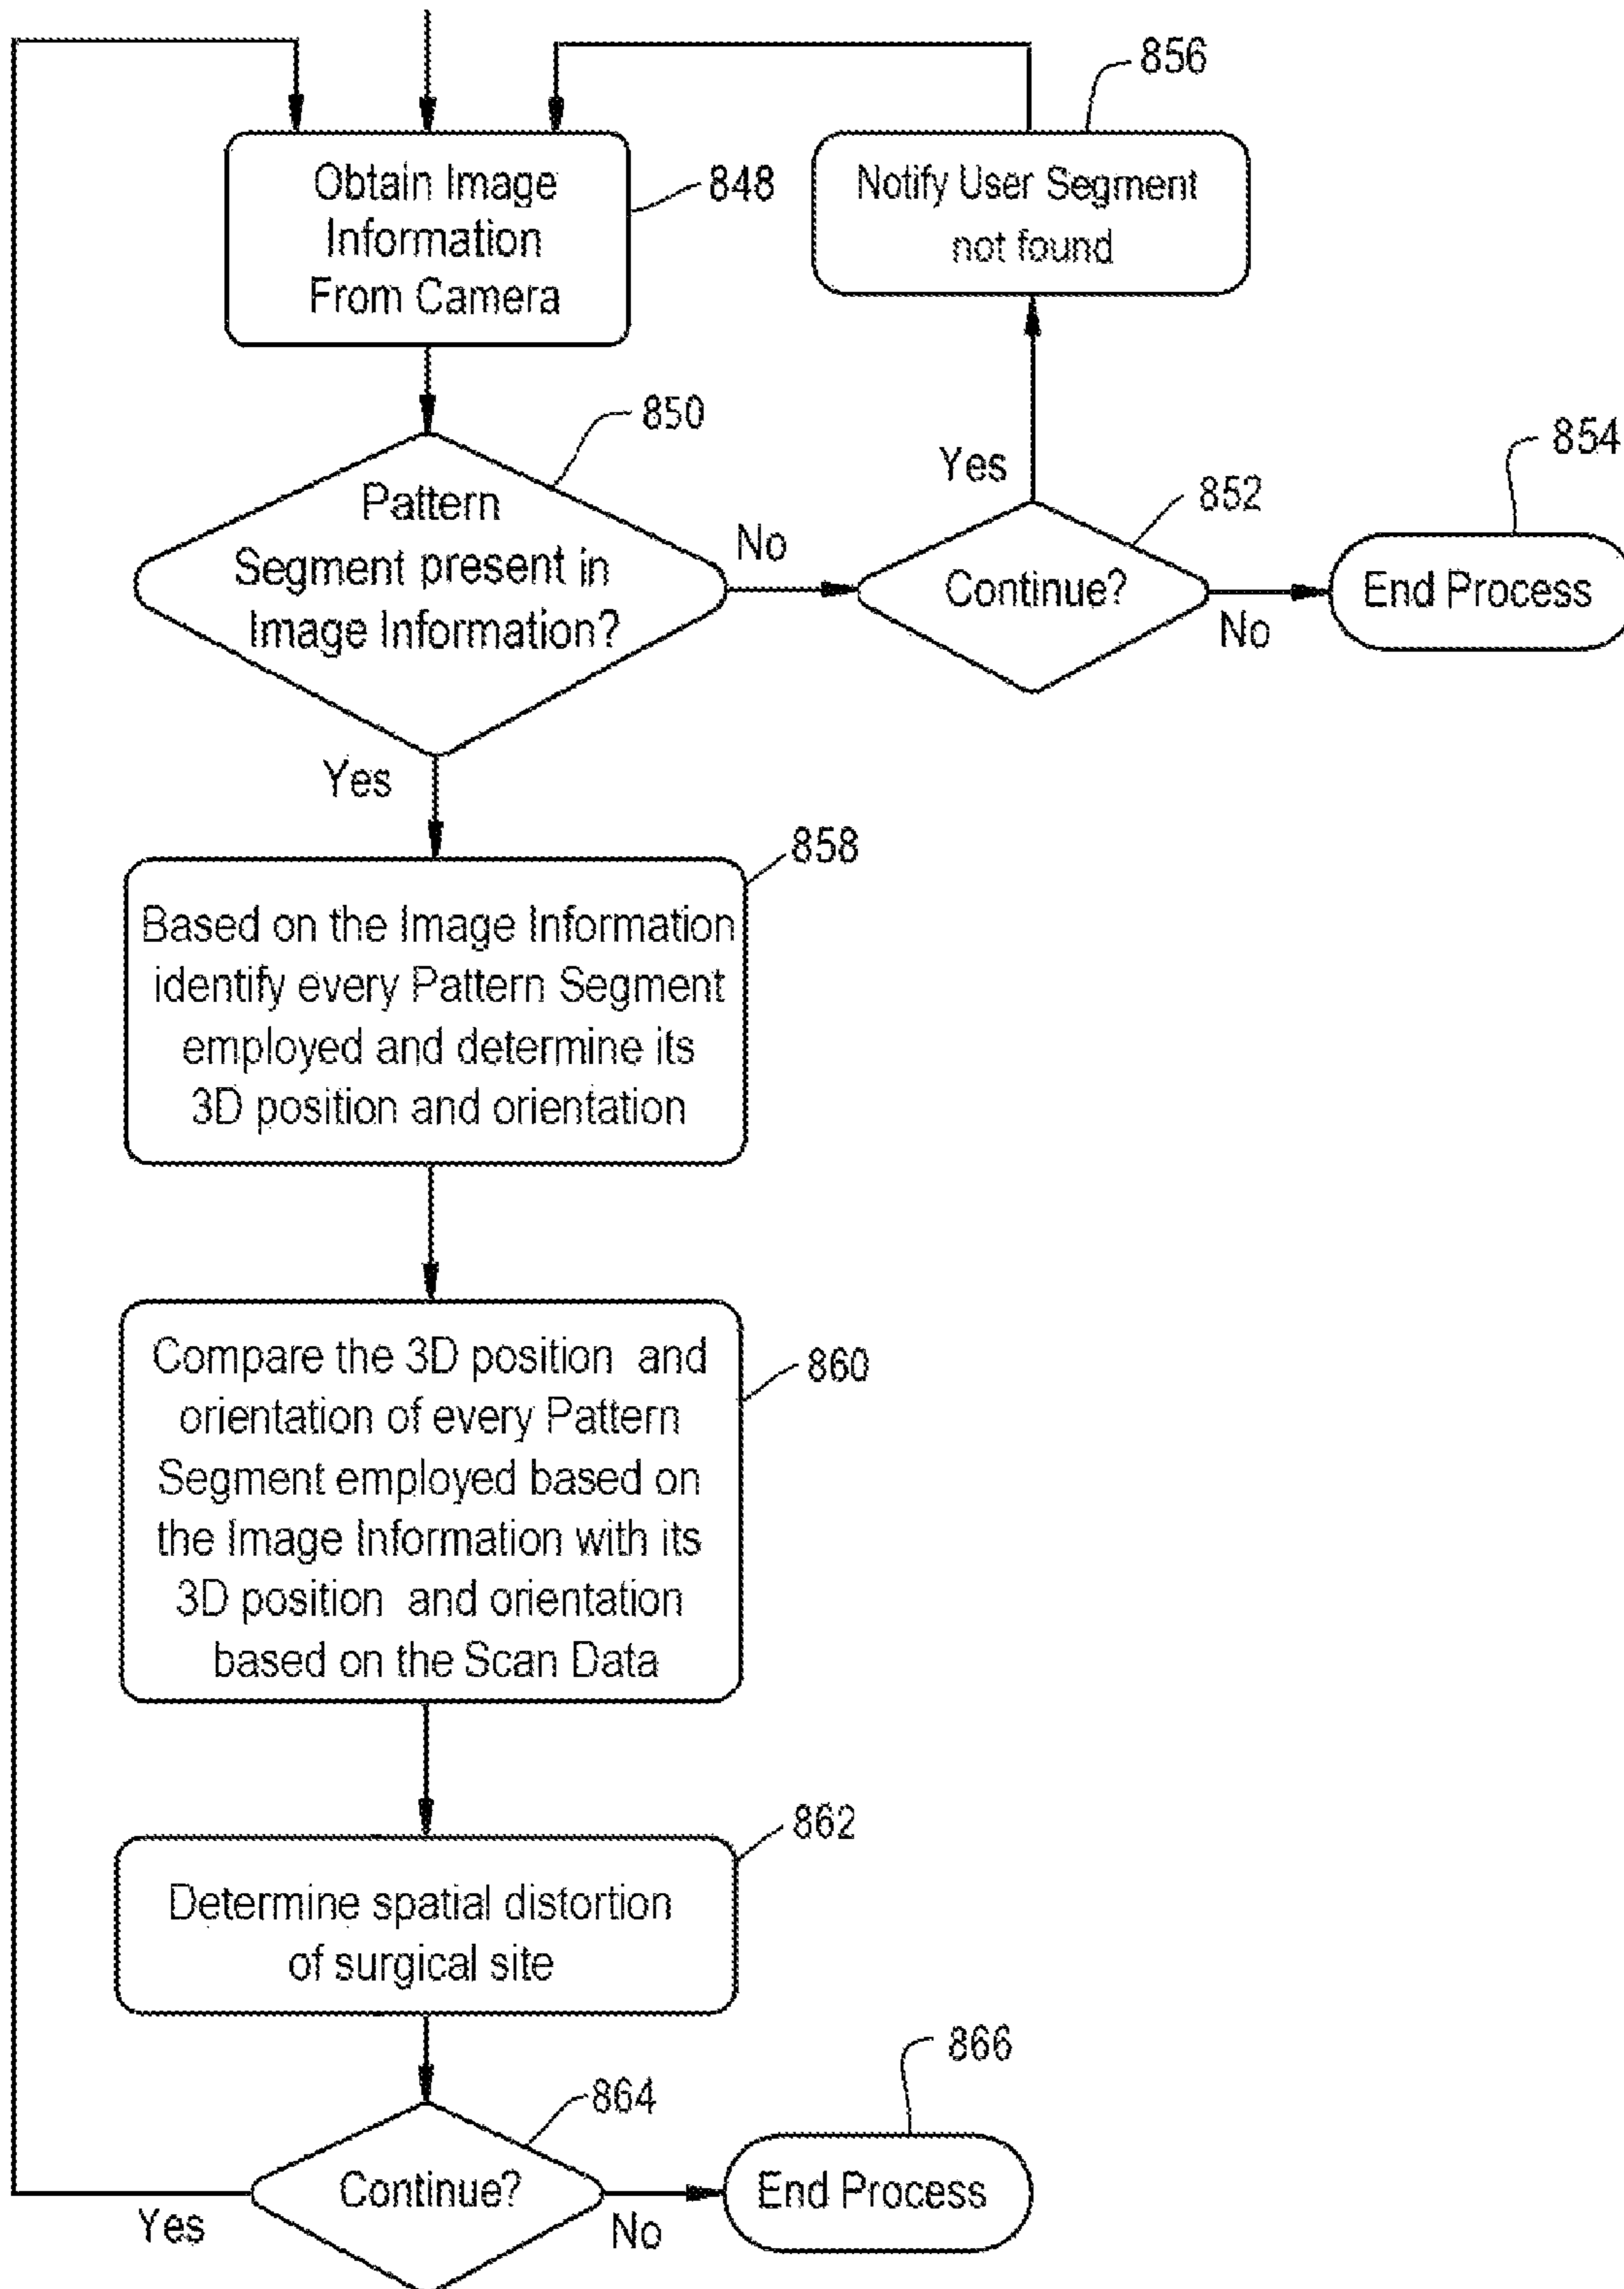 856
Obtain Image
Information
From Camera
848
Notify User Segment
not found
850
Pattern
Segment present in
Image Information?
No
Yes
852
Continue?
No
854
End Process
Yes
858
Based on the Image Information
identify every Pattern Segment
employed and determine its
3D position and orientation
860
Compare the 3D position and
orientation of every Pattern
Segment employed based on
the Image Information with its
3D position and orientation
based on the Scan Data
862
Determine spatial distortion
of surgical site
864
Continue?
Yes
No
866
End Process